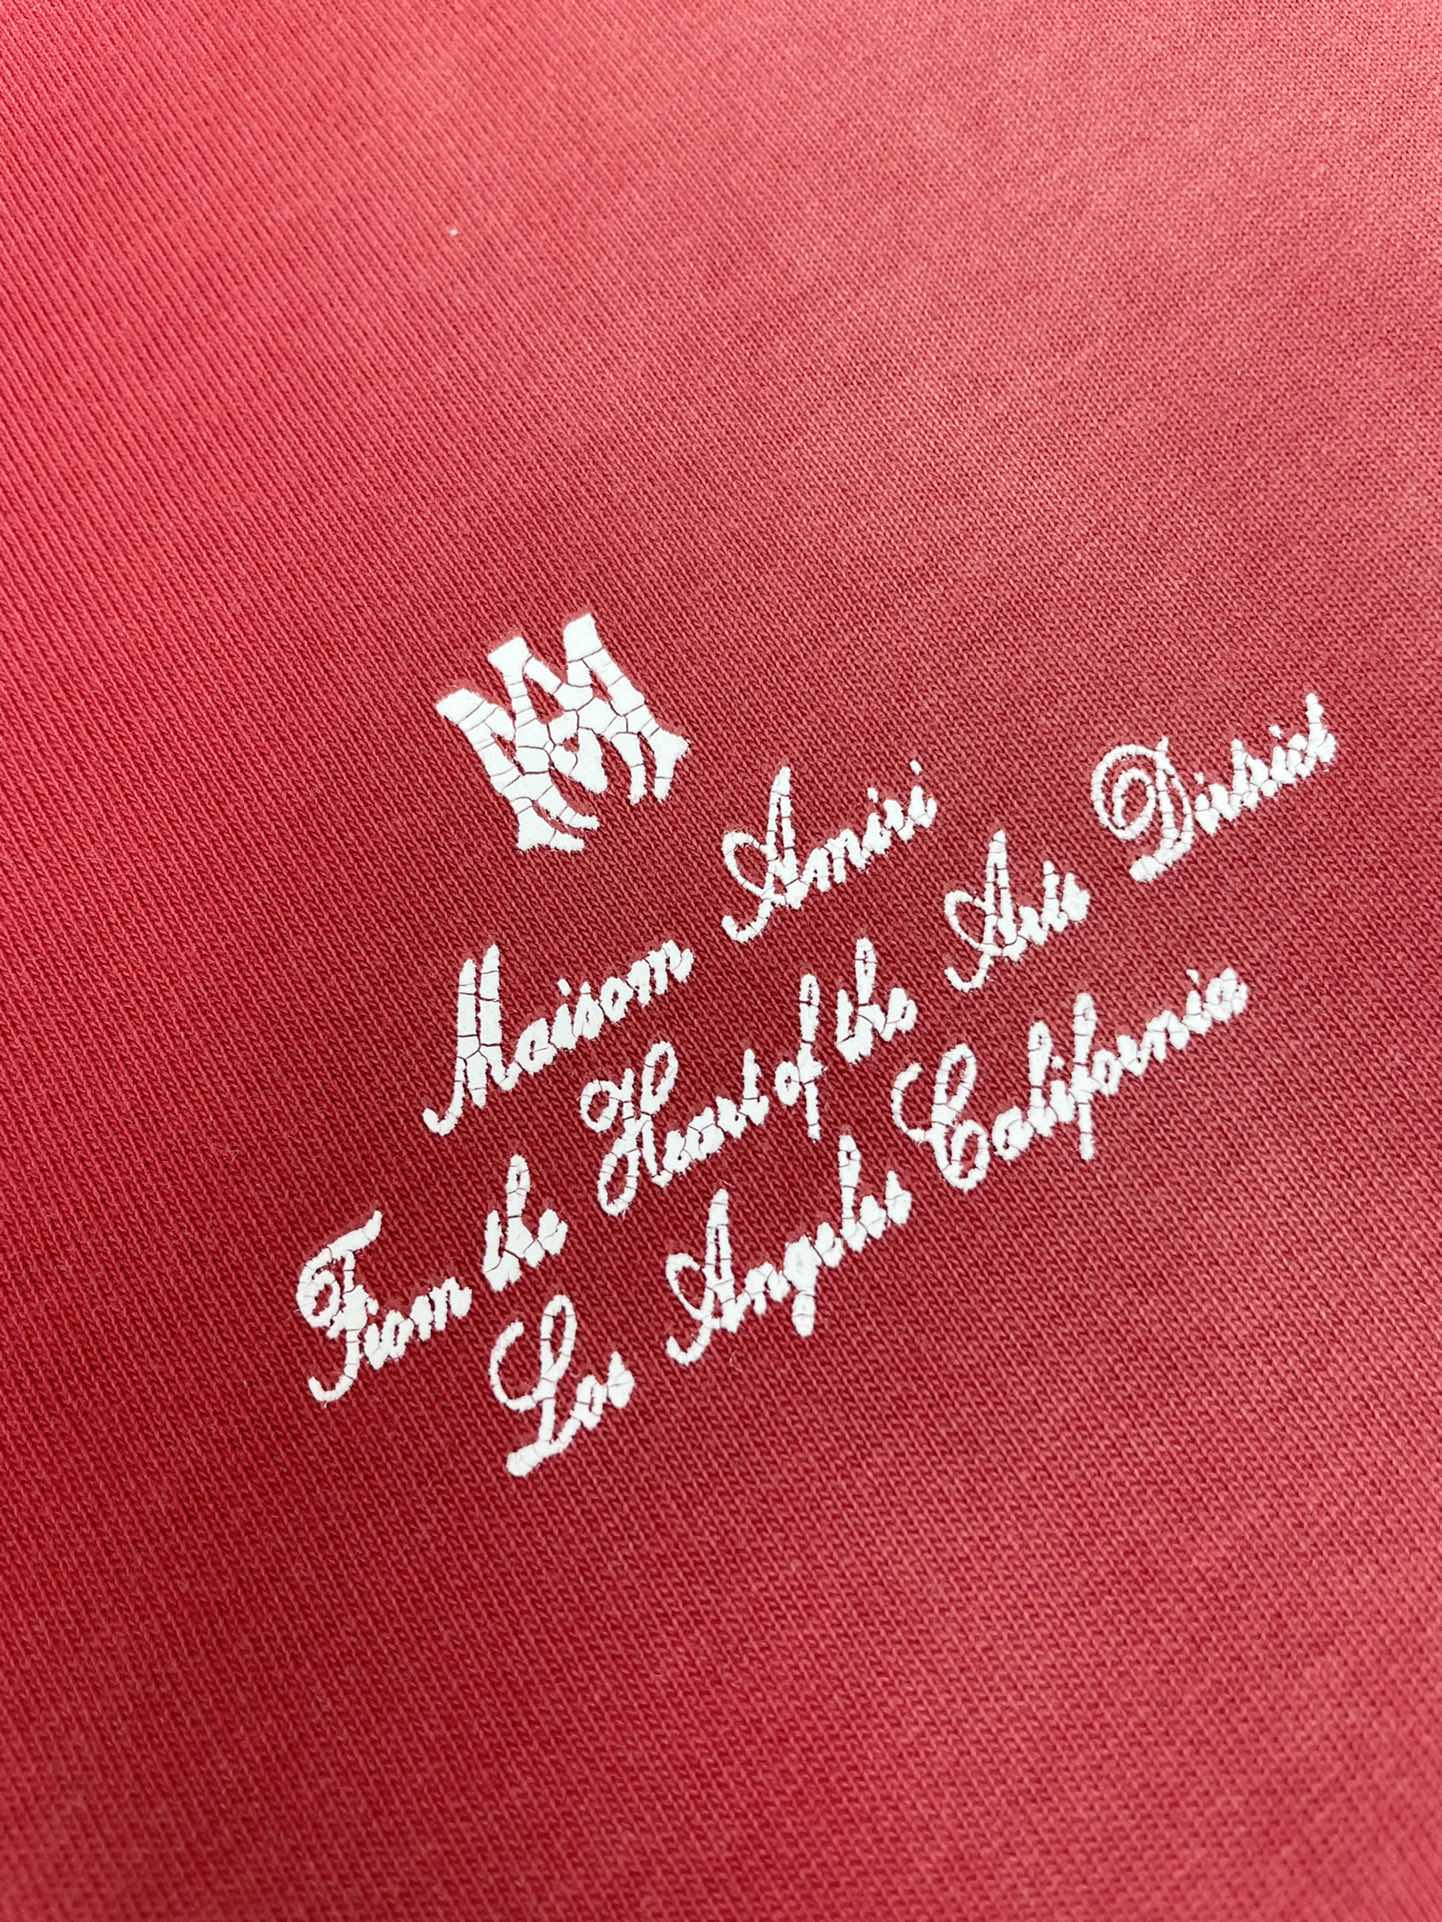 MA
Maison Amiri
From the Heart of the Arts District
Los Angeles California